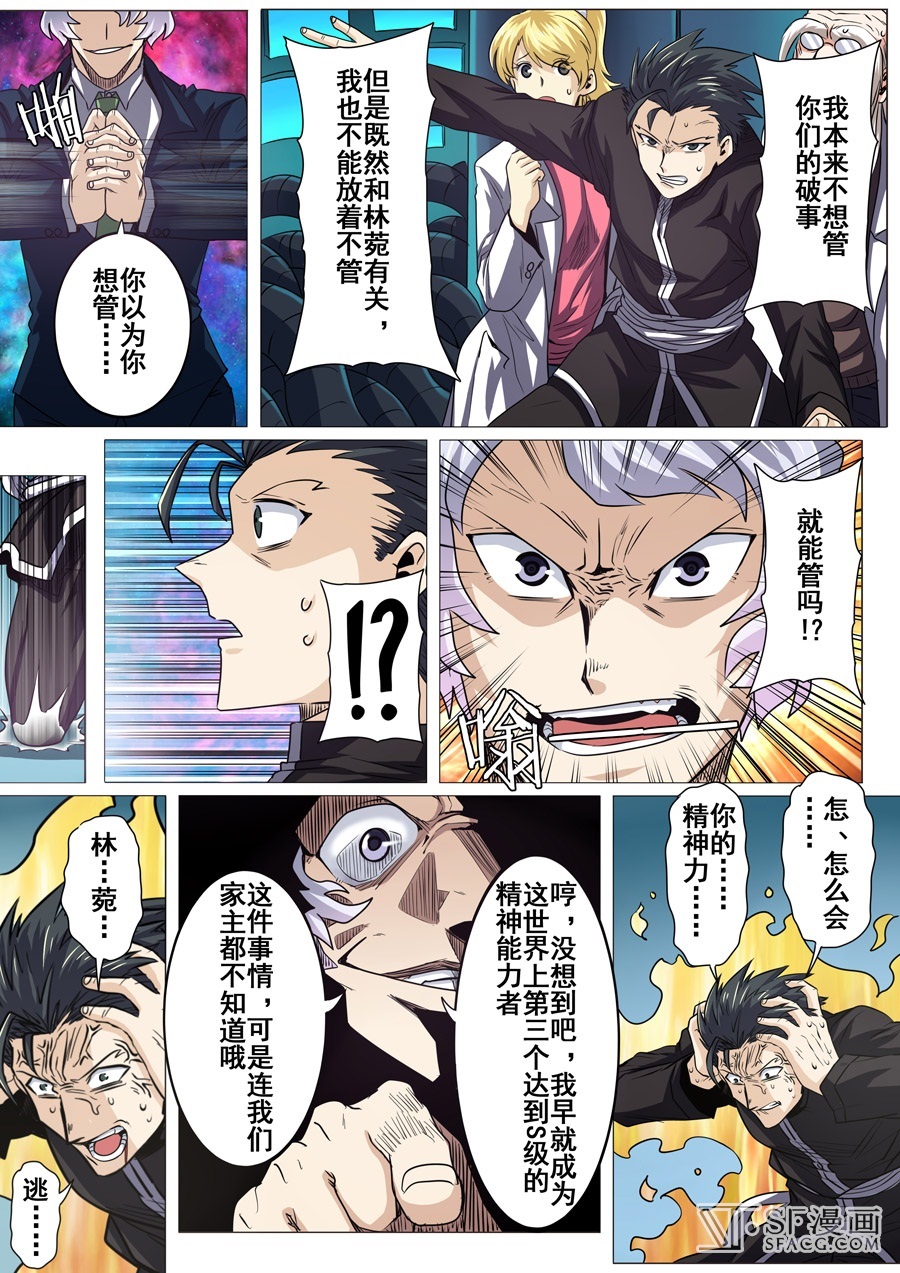 我本来不想管
你们的破事
但是既然和林菀有关，
我也不能放着不管
啪
你以为你
想管……
就能管吗!?
噏
!?
怎、怎么会
……
你的……
精神力……
哼，没想到吧，我早就成为
这世界上第三个达到S级的
精神能力者
这件事情，可是连我们
家主都不知道哦
林…菀…
逃……
SF漫画
SFACG.COM